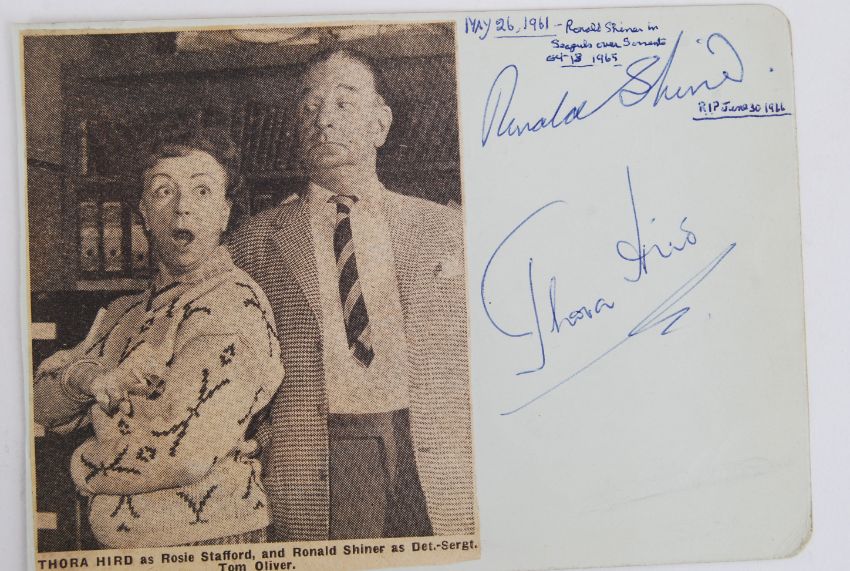 MAY 26, 1961 - Ronald Shiner in
Seagulls over Sorrento
Oct 18 1965
Ronald Shiner.
R.I.P June 30 1966
Thora Hird
THORA HIRD as Rosie Stafford, and Ronald Shiner as Det.-Sergt.
Tom Oliver.